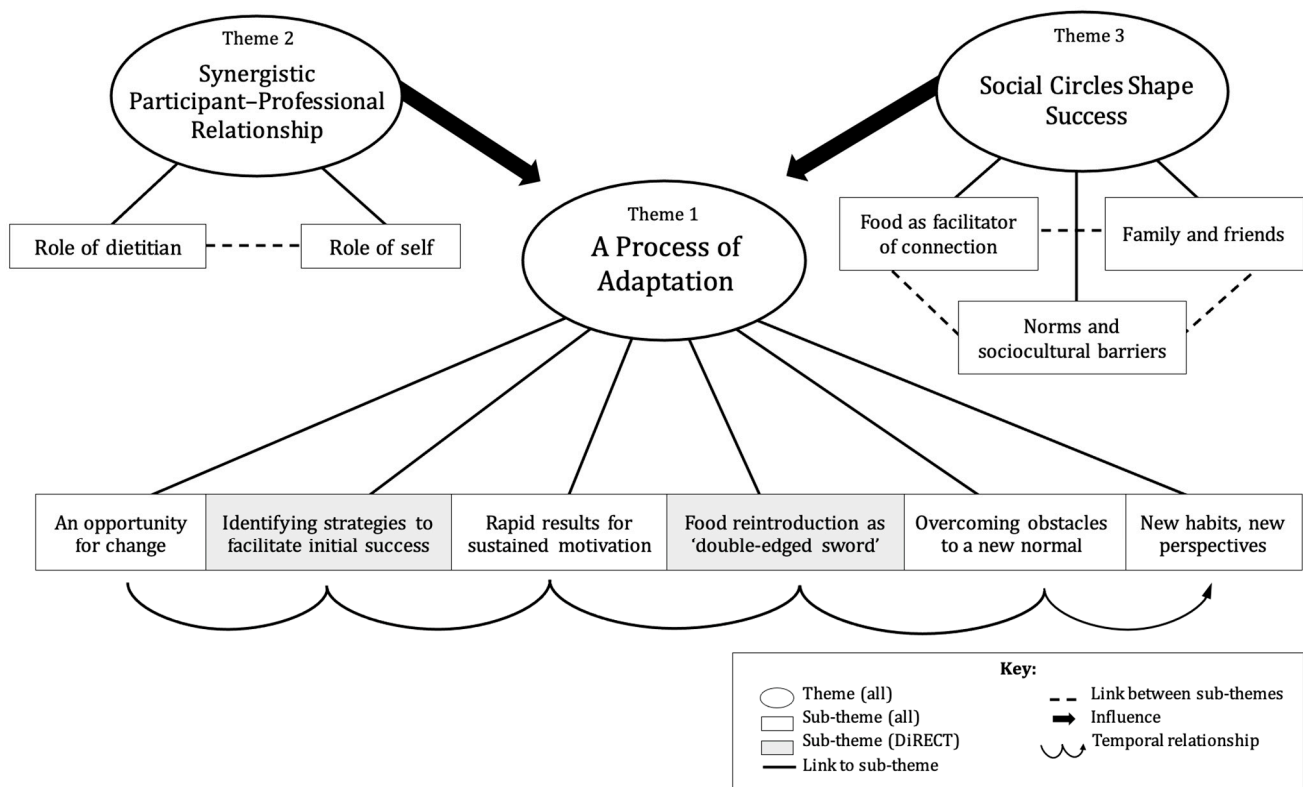 Theme 2
Synergistic
Participant–Professional
Relationship
Theme 3
Social Circles Shape
Success
Role of dietitian
Role of self
Theme 1
A Process of
Adaptation
Food as facilitator
of connection
Family and friends
Norms and
sociocultural barriers
An opportunity
for change
Identifying strategies to
facilitate initial success
Rapid results for
sustained motivation
Food reintroduction as
‘double-edged sword’
Overcoming obstacles
to a new normal
New habits, new
perspectives
Key:
Theme (all)
Sub-theme (all)
Sub-theme (DiRECT)
Link to sub-theme
Link between sub-themes
Influence
Temporal relationship